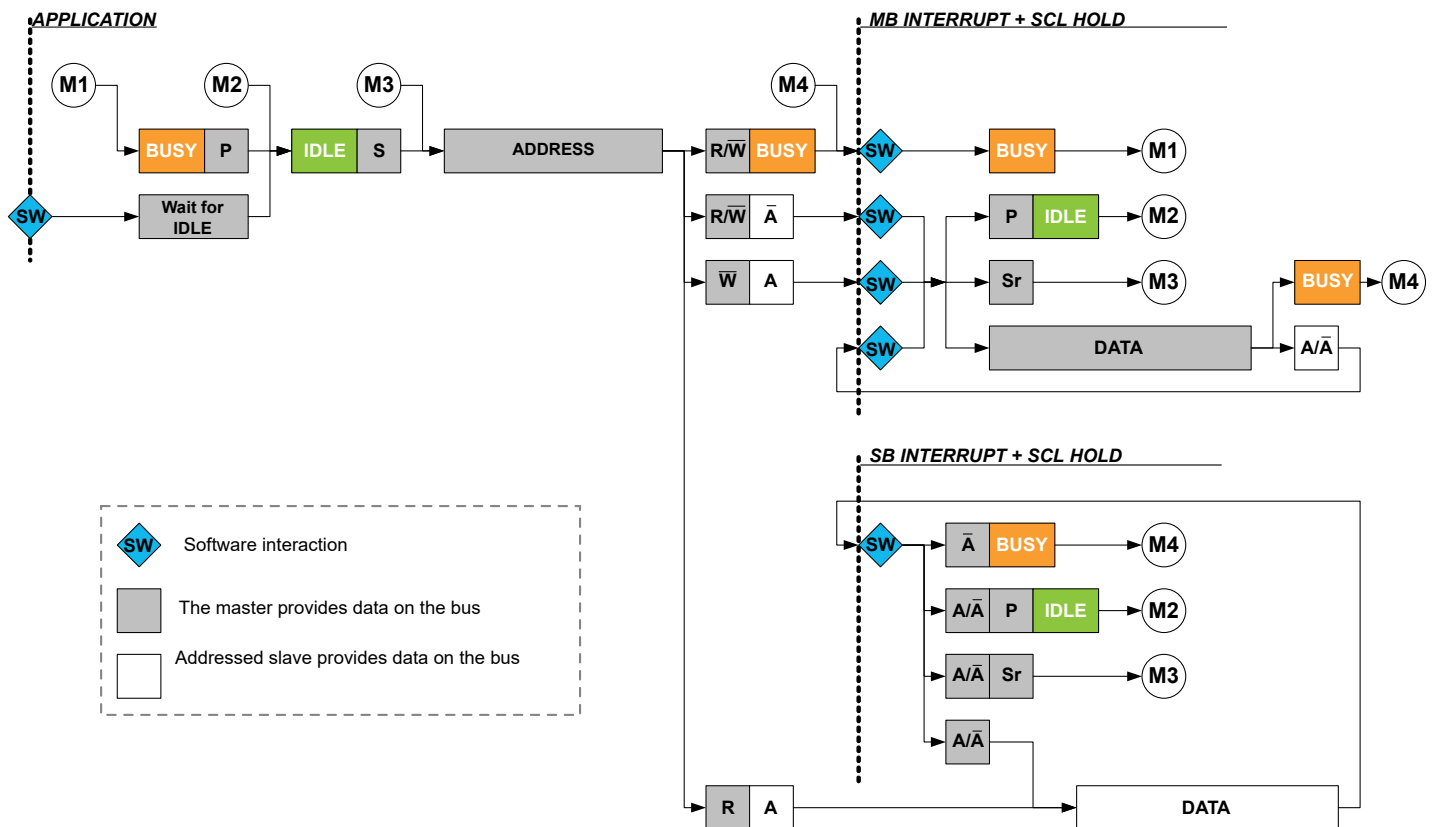 APPLICATION
MB INTERRUPT + SCL HOLD
M1
M2
M3
M4
BUSY P
IDLE S
ADDRESS
R/W̅ BUSY
SW
BUSY
M1
SW
Wait for
IDLE
R/W̅ A̅
SW
P IDLE
M2
W̅ A
SW
Sr
M3
BUSY
M4
SW
DATA
A/A̅
SB INTERRUPT + SCL HOLD
SW
A̅ BUSY
M4
A/A̅ P IDLE
M2
A/A̅ Sr
M3
A/A̅
R A
DATA
SW Software interaction
The master provides data on the bus
Addressed slave provides data on the bus